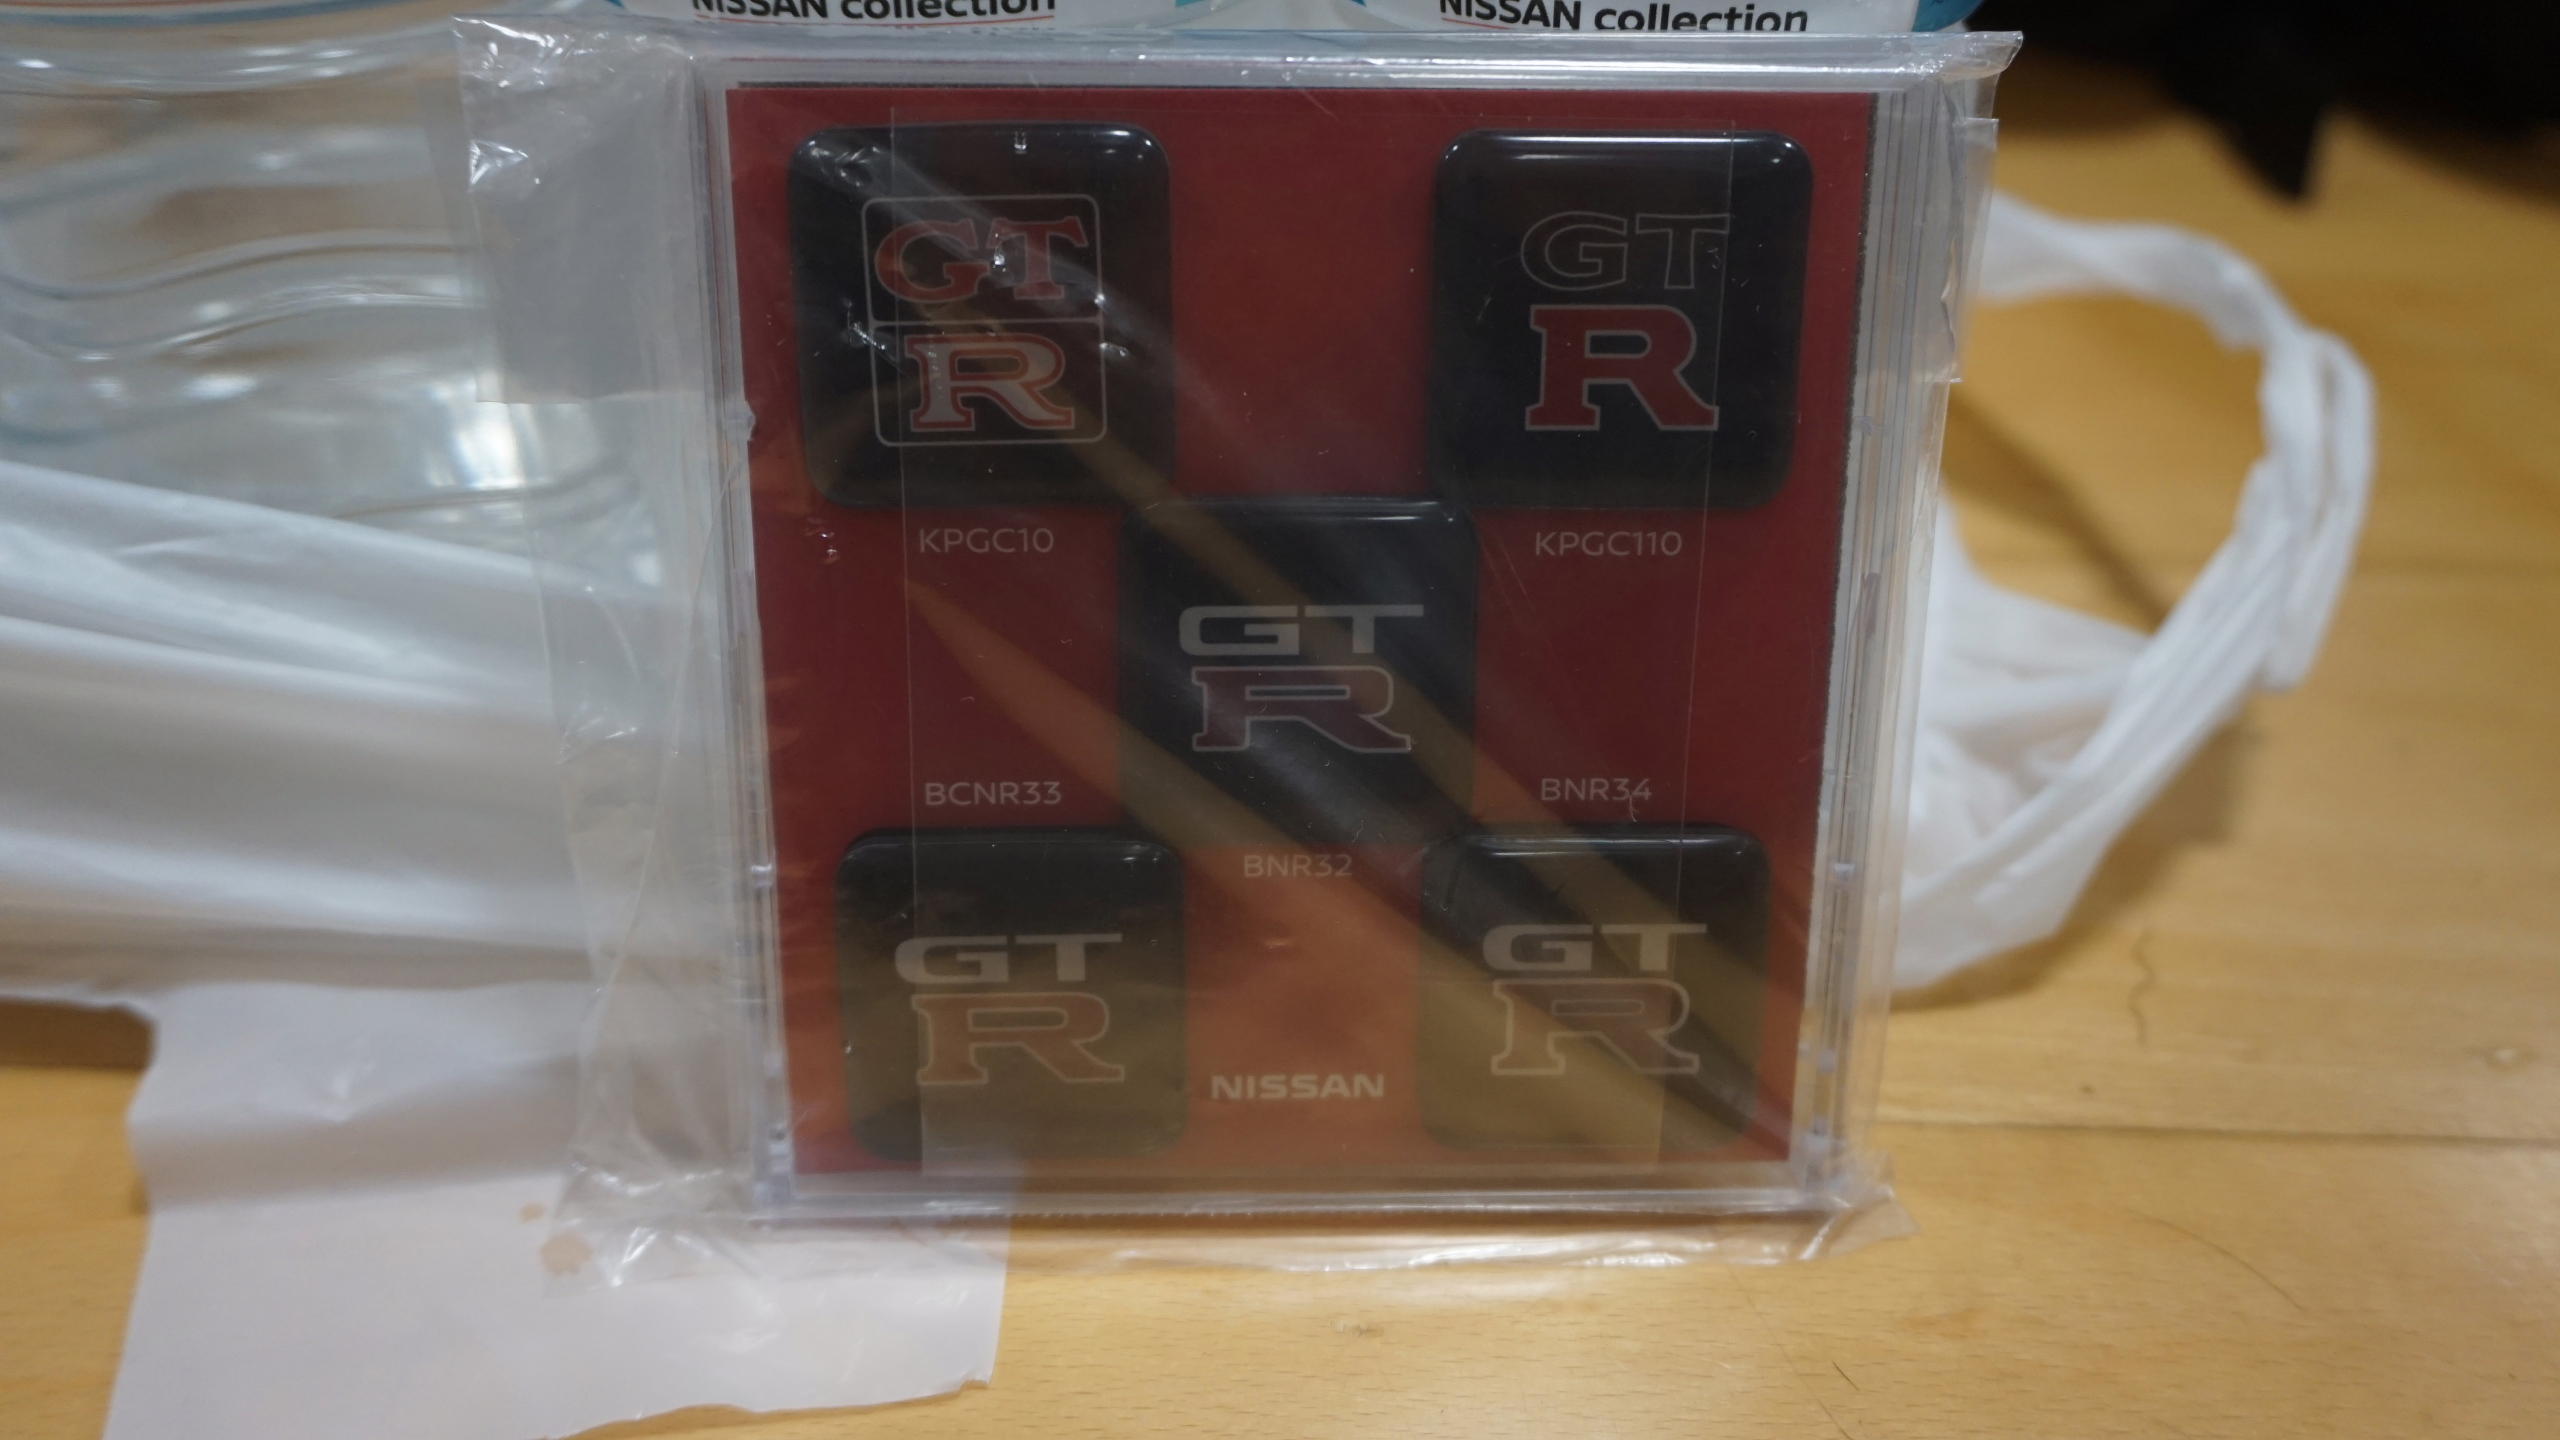 NISSAN collection
NISSAN collection
GT
R
KPGC10
GT
R
KPGC110
GT
R
BNR32
BCNR33
GT
R
BNR34
GT
R
NISSAN